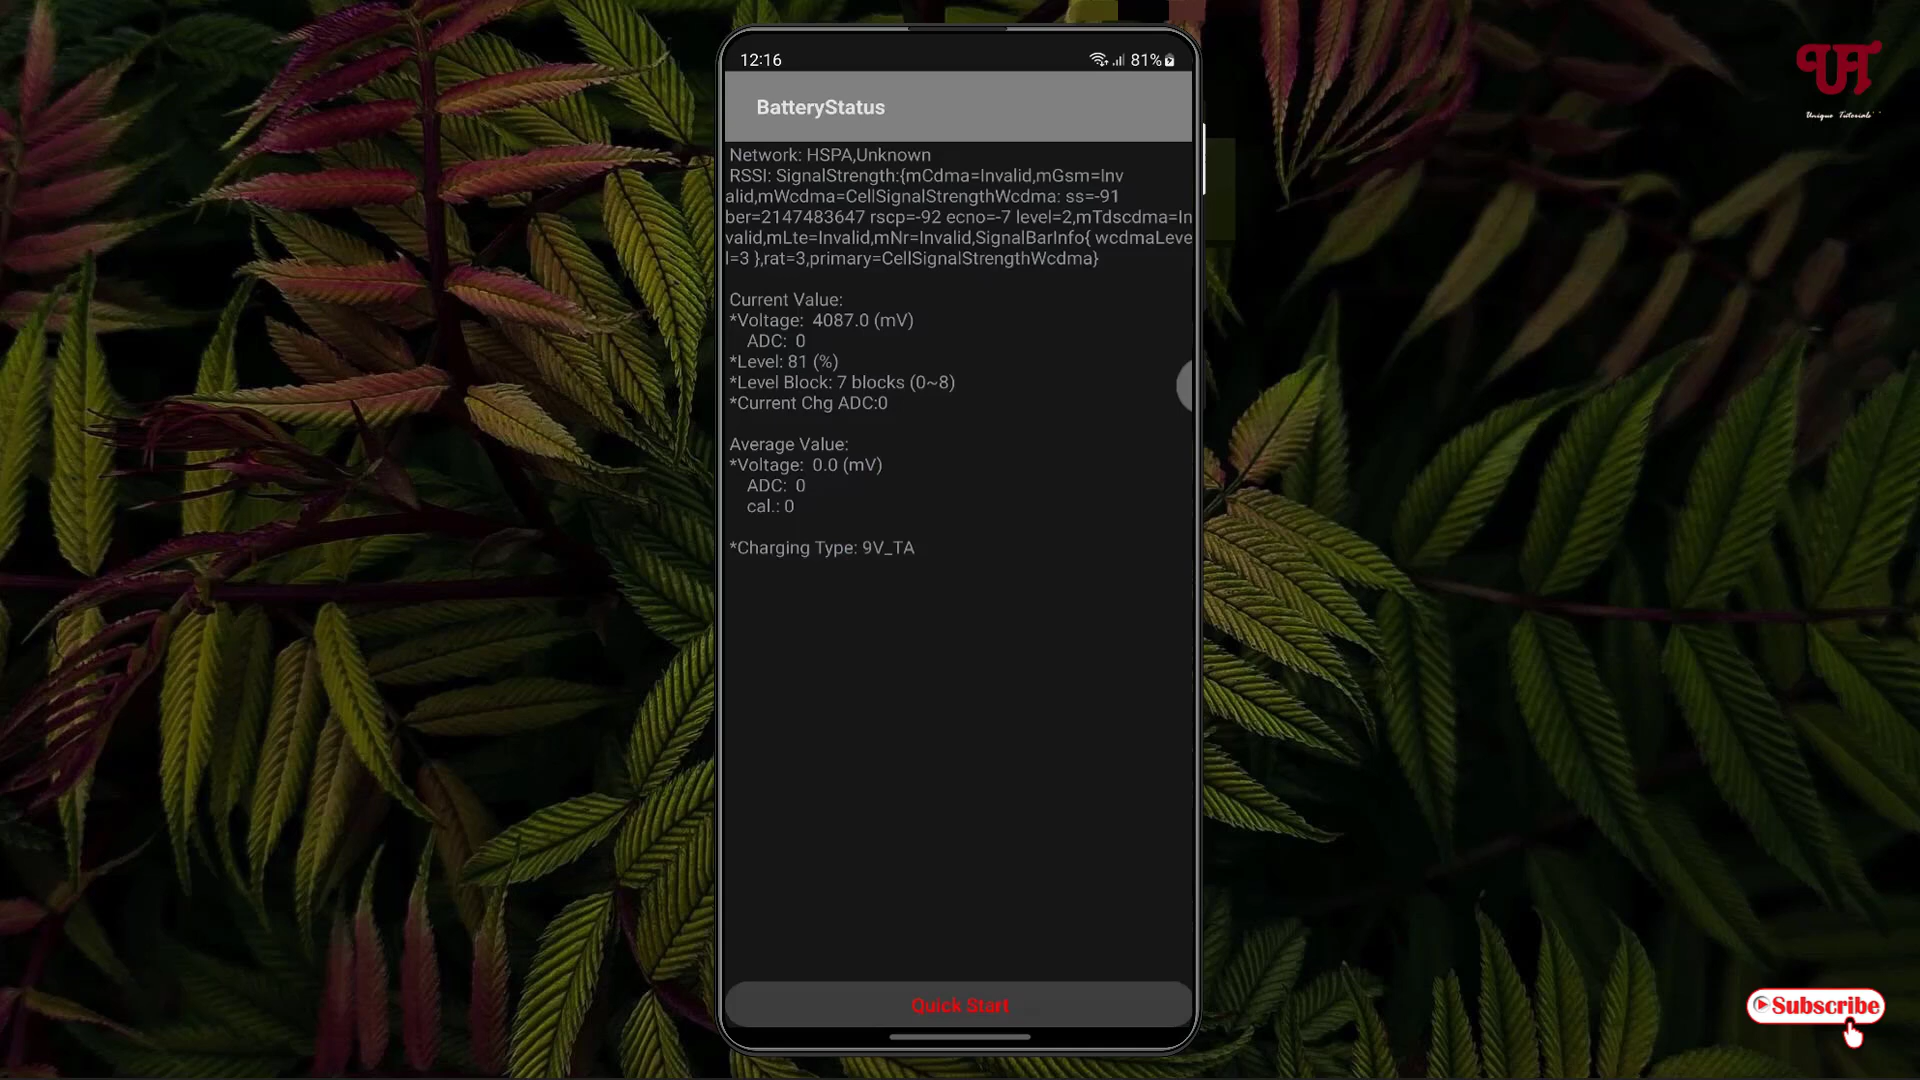 12:16
81%
BatteryStatus
Network: HSPA,Unknown
RSSI: SignalStrength:{mCdma=Invalid,mGsm=Inv
alid,mWcdma=CellSignalStrengthWcdma: ss=-91
ber=2147483647 rscp=-92 ecno=-7 level=2,mTdscdma=In
valid,mLte=Invalid,mNr=Invalid,SignalBarInfo{ wcdmaLeve
l=3 },rat=3,primary=CellSignalStrengthWcdma}
Current Value:
*Voltage: 4087.0 (mV)
ADC: 0
*Level: 81 (%)
*Level Block: 7 blocks (0~8)
*Current Chg ADC:0
Average Value:
*Voltage: 0.0 (mV)
ADC: 0
cal.: 0
*Charging Type: 9V_TA
Quick Start
UT
Unique Tutorials
Subscribe